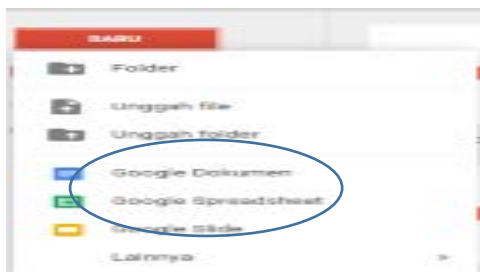 BARU
Folder
Unggah file
Unggah folder
Google Dokumen
Google Spreadsheet
Google Slide
Lainnya